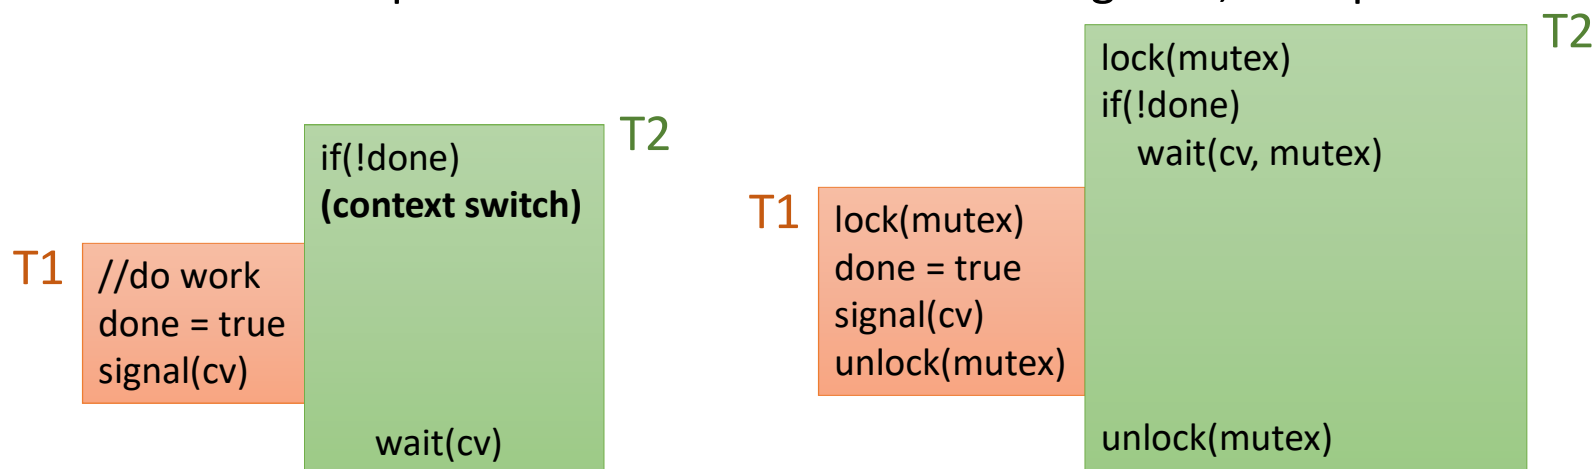 T2
if(!done)
(context switch)
wait(cv)
T1
//do work
done = true
signal(cv)
T2
lock(mutex)
if(!done)
wait(cv, mutex)
unlock(mutex)
T1
lock(mutex)
done = true
signal(cv)
unlock(mutex)